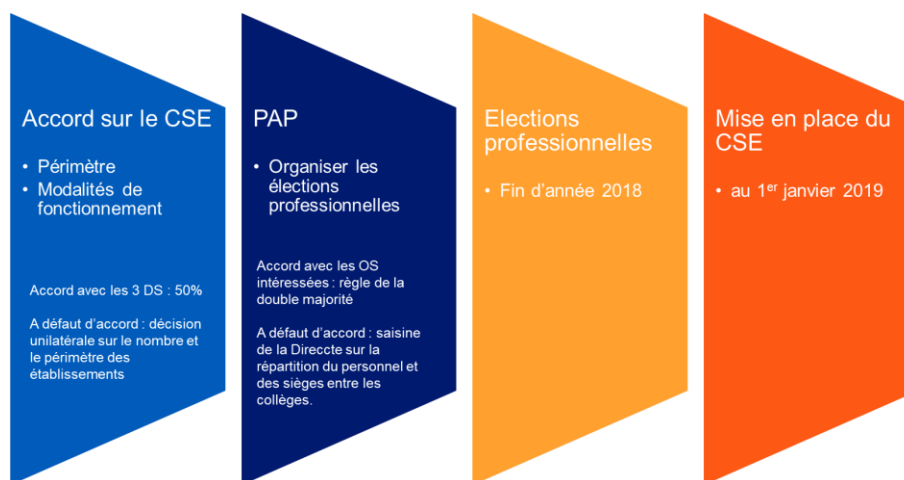 Accord sur le CSE
• Périmètre
• Modalités de
fonctionnement
Accord avec les 3 DS : 50%
A défaut d'accord : décision
unilatérale sur le nombre et
le périmètre des
établissements
PAP
• Organiser les
élections
professionnelles
Accord avec les OS
intéressées : règle de la
double majorité
A défaut d'accord : saisine
de la Direccte sur la
répartition du personnel et
des sièges entre les
collèges.
Elections
professionnelles
• Fin d'année 2018
Mise en place du
CSE
• au 1er janvier 2019